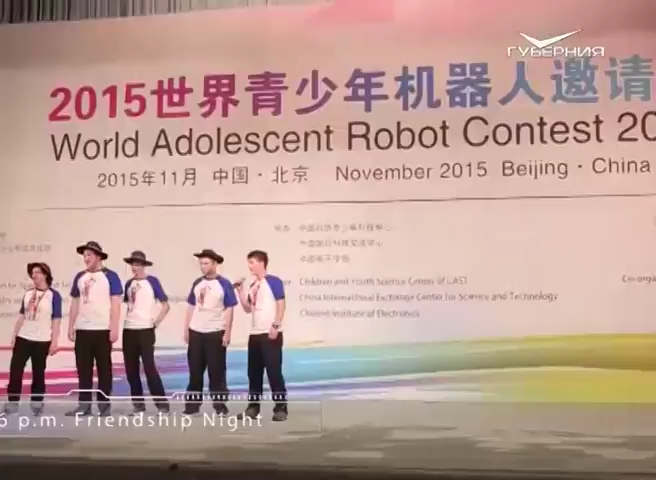 ГУБЕРНИЯ
2015世界青少年机器人邀请
World Adolescent Robot Contest 20
2015年11月 中国·北京 November 2015 Beijing·China
Children and Youth Science Center of CAST
China International Exchange Center for Science and Technology
Chinese Institute of Electronics
6 p.m. Friendship Night